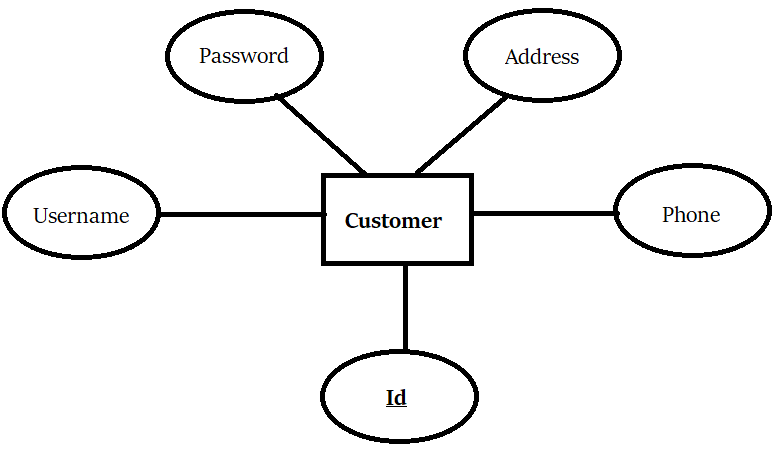 Password
Address
Username
Customer
Phone
Id